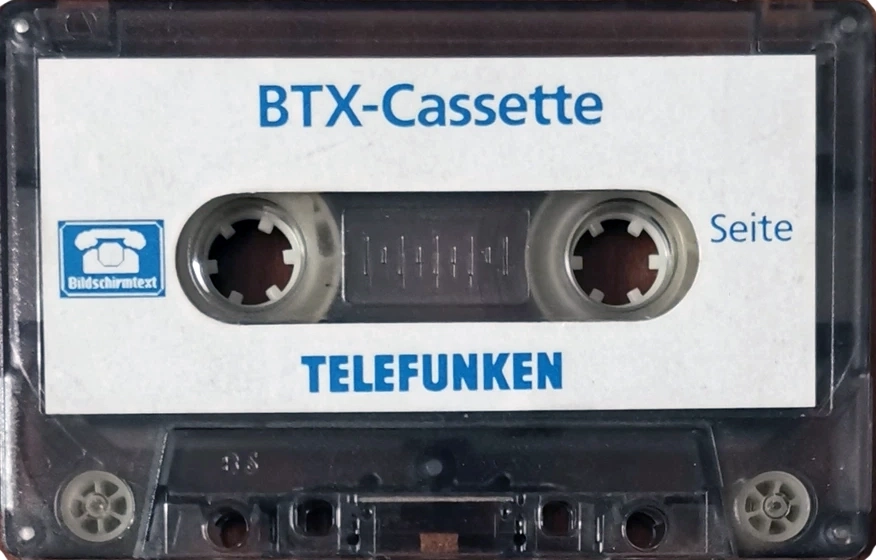 BTX-Cassette
Seite
Bildschirmtext
TELEFUNKEN